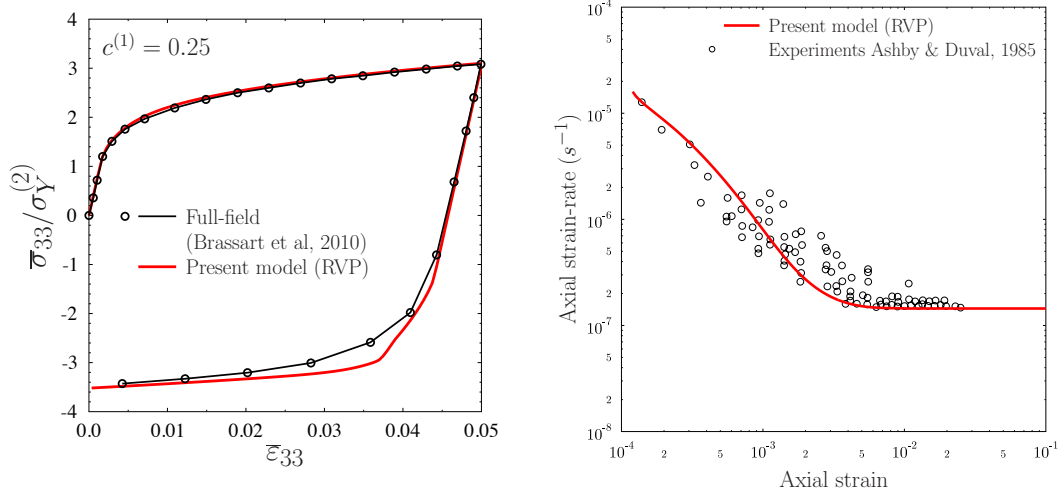 c^{(1)} = 0.25
4
3
2
1
0
-1
-2
-3
-4
\overline{σ}_{33}/σ_Y^{(2)}
Full-field
(Brassart et al, 2010)
Present model (RVP)
0.0 0.01 0.02 0.03 0.04 0.05
\overline{ε}_{33}
Present model (RVP)
Experiments Ashby & Duval, 1985
10^{-4}
5
2
10^{-5}
5
2
10^{-6}
5
2
10^{-7}
5
2
10^{-8}
Axial strain-rate (s^{-1})
10^{-4} 2 5 10^{-3} 2 5 10^{-2} 2 5 10^{-1}
Axial strain